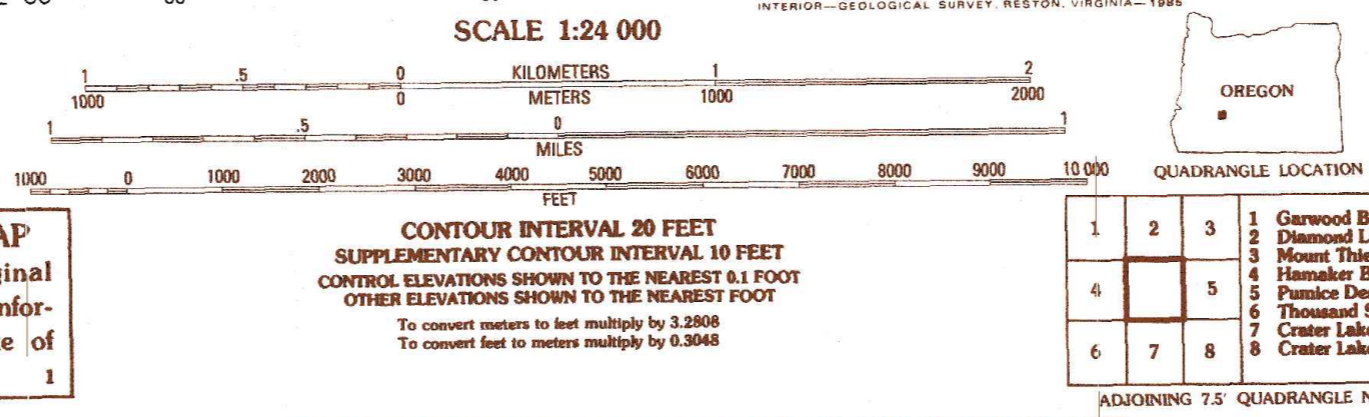 INTERIOR—GEOLOGICAL SURVEY, RESTON, VIRGINIA—1985
SCALE 1:24 000
1 .5 0 KILOMETERS 1 2
1000 0 METERS 1000 2000
1 .5 0 1
MILES
1000 0 1000 2000 3000 4000 5000 6000 7000 8000 9000 10 000
FEET
OREGON
QUADRANGLE LOCATION
CONTOUR INTERVAL 20 FEET
SUPPLEMENTARY CONTOUR INTERVAL 10 FEET
CONTROL ELEVATIONS SHOWN TO THE NEAREST 0.1 FOOT
OTHER ELEVATIONS SHOWN TO THE NEAREST FOOT
To convert meters to feet multiply by 3.2808
To convert feet to meters multiply by 0.3048
AP
ginal
nfor-
e of
1
1 2 3
4 5
6 7 8
1 Garwood B
2 Diamond L
3 Mount Thie
4 Hamaker B
5 Pumice De
6 Thousand S
7 Crater Lake
8 Crater Lake
ADJOINING 7.5' QUADRANGLE N